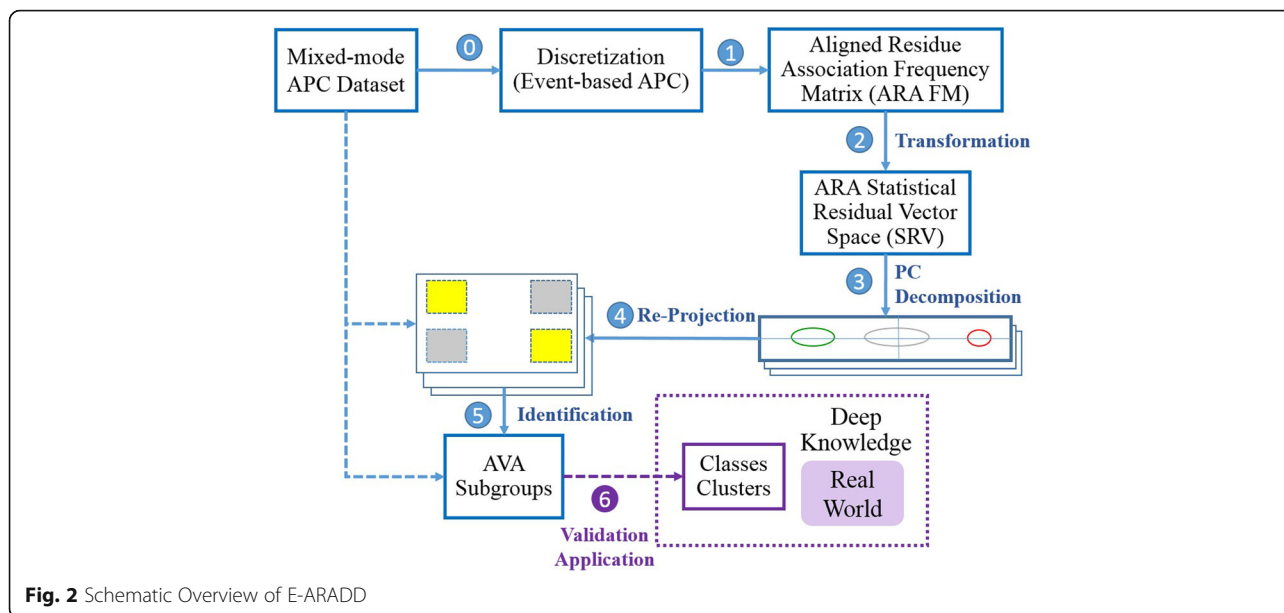 Mixed-mode
APC Dataset
0
Discretization
(Event-based APC)
1
Aligned Residue
Association Frequency
Matrix (ARA FM)
2
Transformation
ARA Statistical
Residual Vector
Space (SRV)
3
PC
Decomposition
4
Re-Projection
5
Identification
AVA
Subgroups
6
Validation
Application
Classes
Clusters
Deep
Knowledge
Real
World
Fig. 2 Schematic Overview of E-ARADD